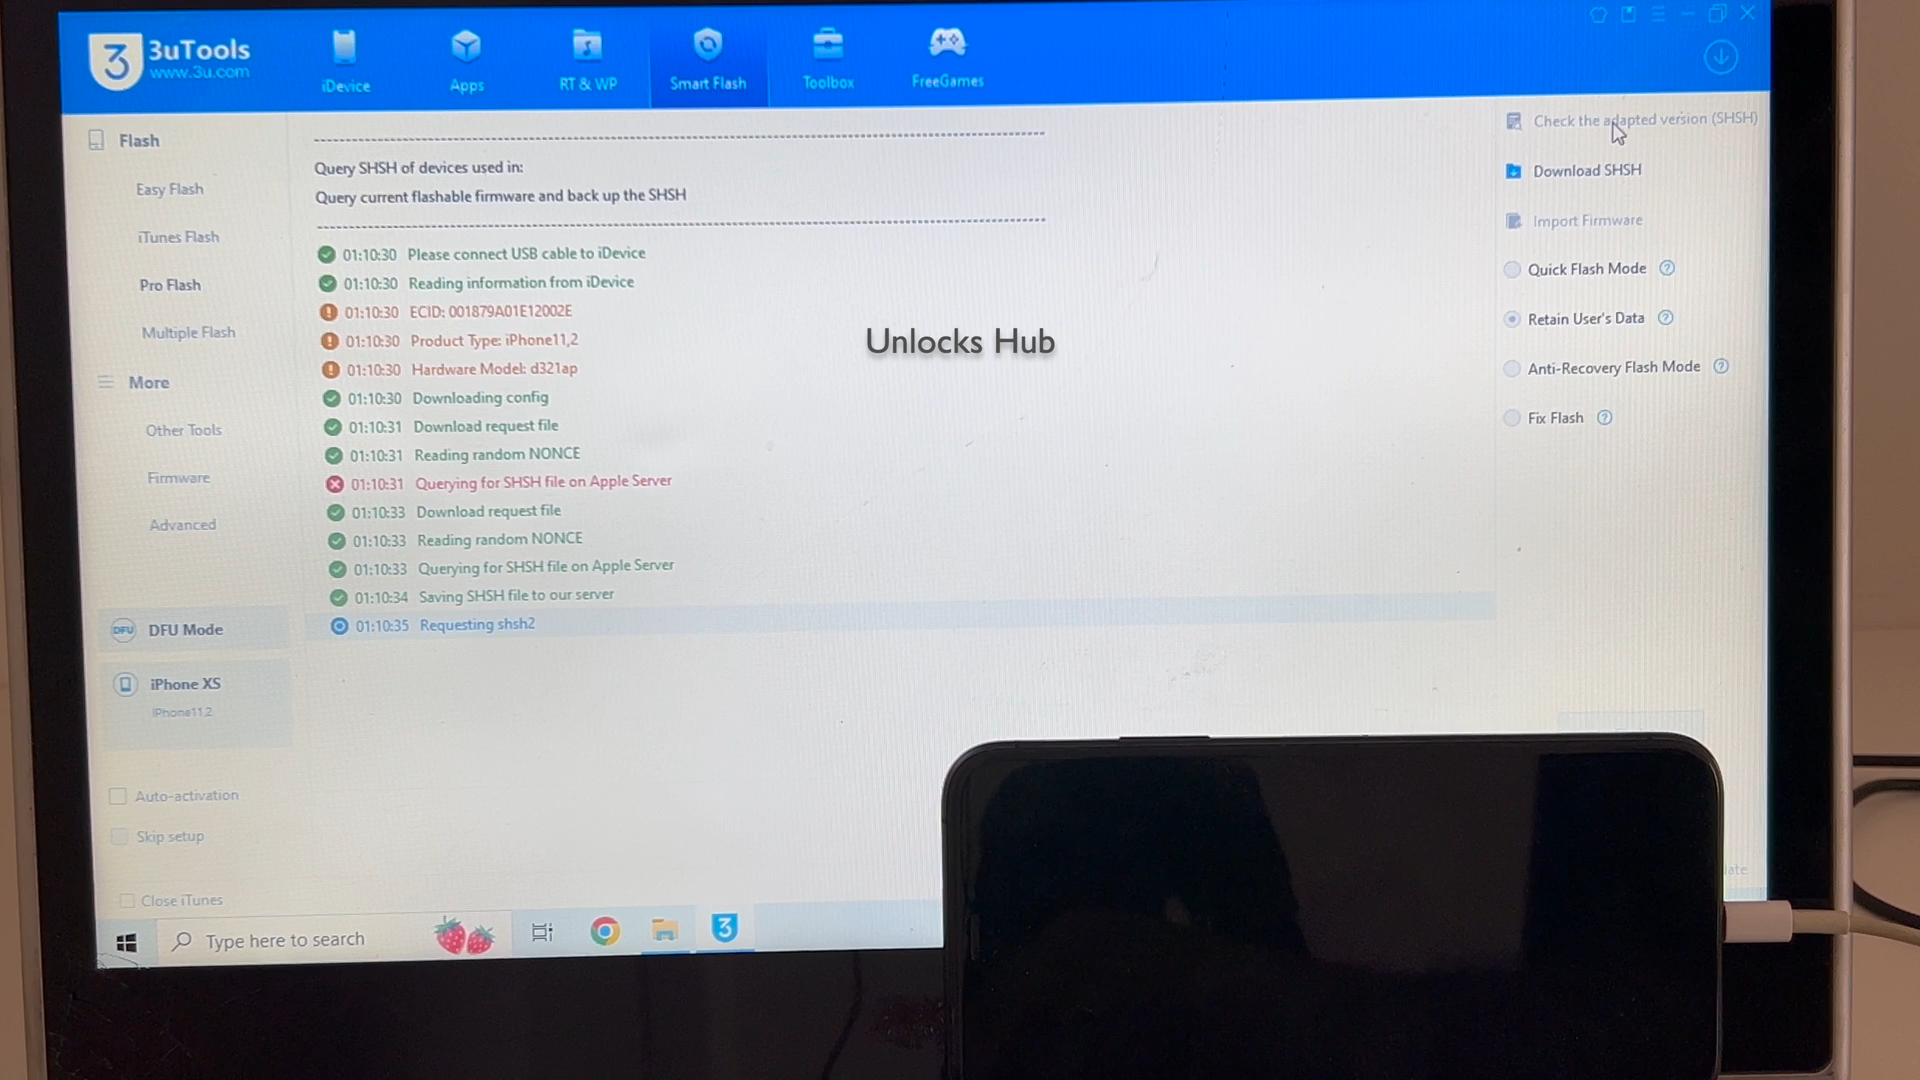 3 3uTools
www.3u.com
iDevice
Apps
RT & WP
Smart Flash
Toolbox
FreeGames
Flash
Easy Flash
iTunes Flash
Pro Flash
Multiple Flash
More
Other Tools
Firmware
Advanced
DFU DFU Mode
iPhone XS
iPhone11,2
Auto-activation
Skip setup
Close iTunes
Query SHSH of devices used in:
Query current flashable firmware and back up the SHSH
01:10:30 Please connect USB cable to iDevice
01:10:30 Reading information from iDevice
01:10:30 ECID: 001879A01E12002E
01:10:30 Product Type: iPhone11,2
01:10:30 Hardware Model: d321ap
01:10:30 Downloading config
01:10:31 Download request file
01:10:31 Reading random NONCE
01:10:31 Querying for SHSH file on Apple Server
01:10:33 Download request file
01:10:33 Reading random NONCE
01:10:33 Querying for SHSH file on Apple Server
01:10:34 Saving SHSH file to our server
01:10:35 Requesting shsh2
Unlocks Hub
Check the adapted version (SHSH)
Download SHSH
Import Firmware
Quick Flash Mode ?
Retain User's Data ?
Anti-Recovery Flash Mode ?
Fix Flash ?
Type here to search
3